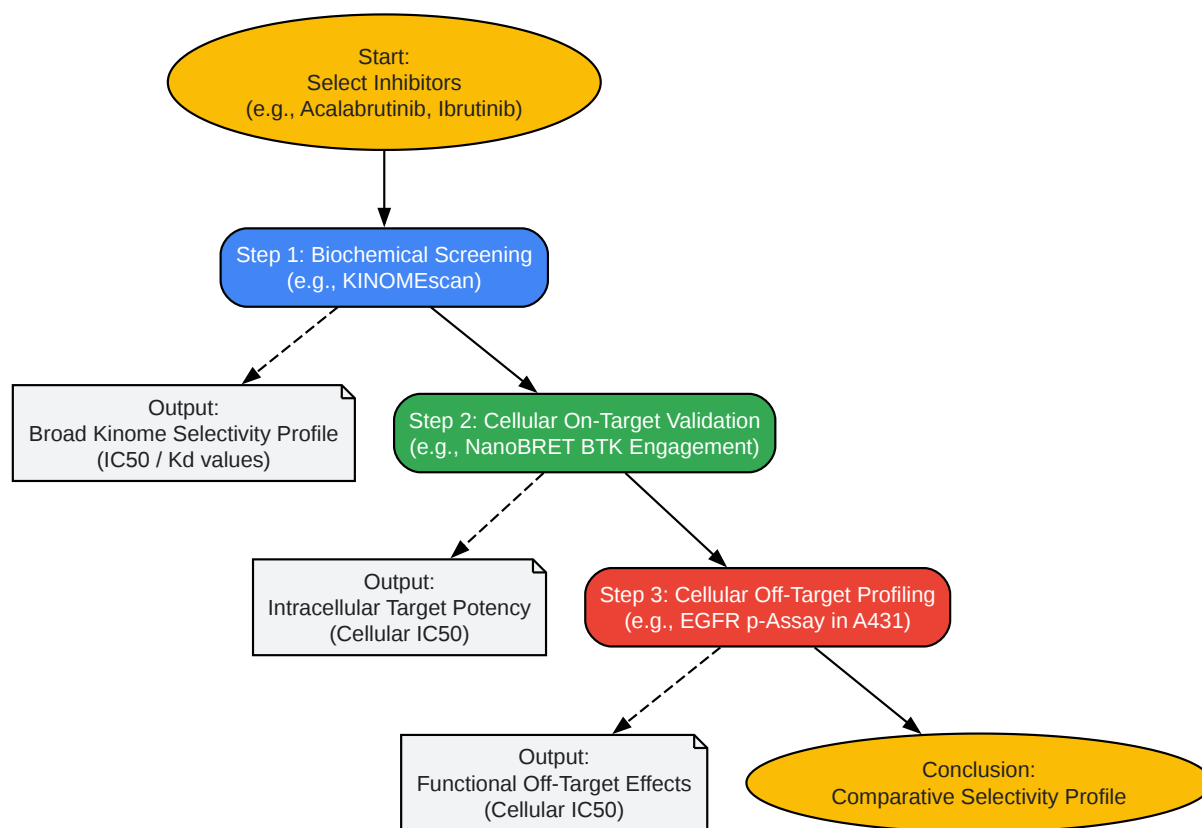 Start:
Select Inhibitors
(e.g., Acalabrutinib, Ibrutinib)
Step 1: Biochemical Screening
(e.g., KINOMEscan)
Output:
Broad Kinome Selectivity Profile
(IC50 / Kd values)
Step 2: Cellular On-Target Validation
(e.g., NanoBRET BTK Engagement)
Output:
Intracellular Target Potency
(Cellular IC50)
Step 3: Cellular Off-Target Profiling
(e.g., EGFR p-Assay in A431)
Output:
Functional Off-Target Effects
(Cellular IC50)
Conclusion:
Comparative Selectivity Profile